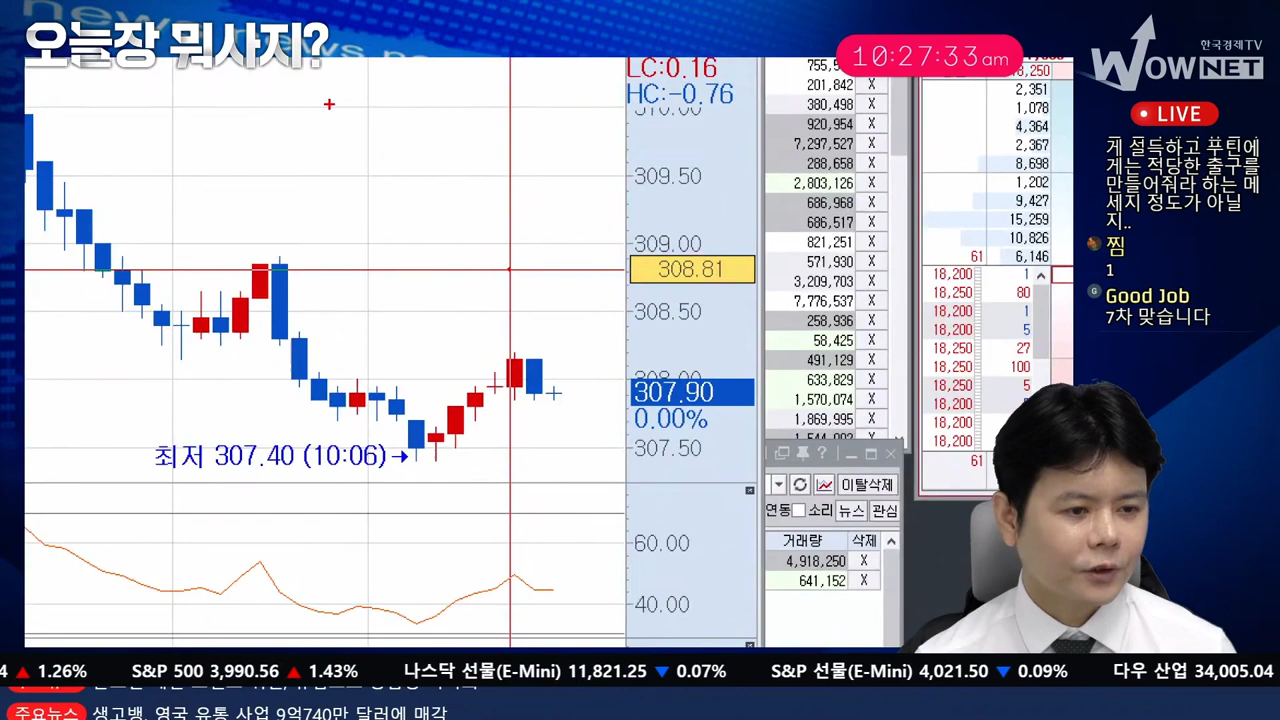 오늘장 뭐사지?
10:27:33am
한국경제TV
WOWNET
LIVE
LC:0.16
HC:-0.76
310.00
309.50
309.00
308.81
308.50
308.00
307.90
0.00%
307.50
60.00
40.00
최저 307.40 (10:06)→
201,842 X
380,498 X
920,954 X
7,297,527 X
288,658 X
2,803,126 X
686,968 X
686,517 X
821,251 X
571,930 X
3,209,703 X
7,776,537 X
258,936 X
58,425 X
491,129 X
633,829 X
1,570,074 X
1,869,995 X
이탈삭제
연동 소리 뉴스 관심
거래량 삭제
4,918,250 X
641,152 X
2,351
1,078
4,364
2,367
8,698
1,202
9,427
15,259
10,826
61 6,146
18,200 1
18,250 80
18,200 1
18,200 5
18,250 27
18,250 100
18,250 5
18,200
18,200
18,200
61
게 설득하고 푸틴에
게는 적당한 출구를
만들어줘라 하는 메
세지 정도가 아닐
지..
찜
1
G Good Job
7차 맞습니다
4 ▲ 1.26% S&P 500 3,990.56 ▲ 1.43% 나스닥 선물(E-Mini) 11,821.25 ▼ 0.07% S&P 선물(E-Mini) 4,021.50 ▼ 0.09% 다우 산업 34,005.04
주요뉴스 생고뱅, 영국 유통 사업 9억740만 달러에 매각